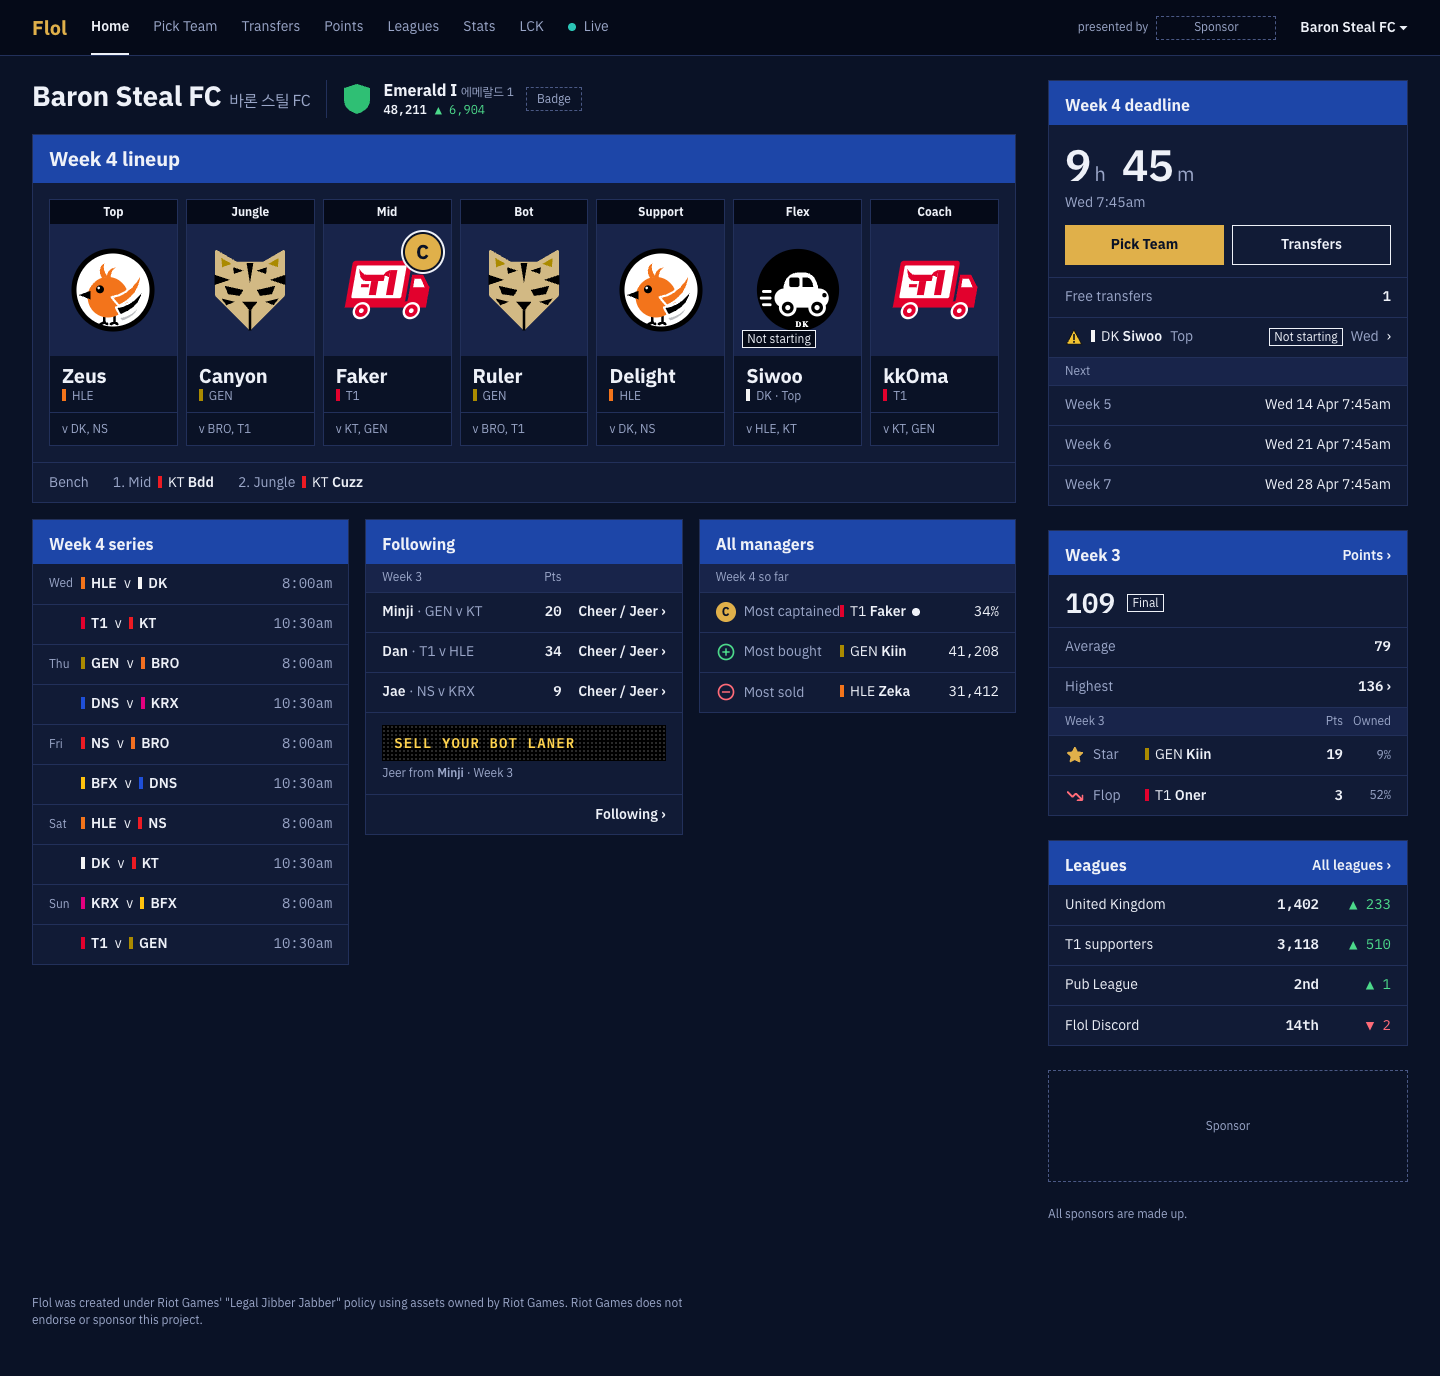 Flol Home Pick Team Transfers Points Leagues Stats LCK Live presented by Sponsor Baron Steal FC
Baron Steal FC 바론 스틸 FC
Emerald I 에메랄드 1
48,211 ▲ 6,904
Badge
Week 4 lineup
Top Jungle Mid Bot Support Flex Coach
C
T1 T1
DK
Not starting
Zeus Canyon Faker Ruler Delight Siwoo kkOma
HLE GEN T1 GEN HLE DK · Top T1
v DK, NS v BRO, T1 v KT, GEN v BRO, T1 v DK, NS v HLE, KT v KT, GEN
Bench 1. Mid KT Bdd 2. Jungle KT Cuzz
Week 4 series
Wed HLE v DK 8:00am
T1 v KT 10:30am
Thu GEN v BRO 8:00am
DNS v KRX 10:30am
Fri NS v BRO 8:00am
BFX v DNS 10:30am
Sat HLE v NS 8:00am
DK v KT 10:30am
Sun KRX v BFX 8:00am
T1 v GEN 10:30am
Following
Week 3 Pts
Minji · GEN v KT 20 Cheer / Jeer ›
Dan · T1 v HLE 34 Cheer / Jeer ›
Jae · NS v KRX 9 Cheer / Jeer ›
SELL YOUR BOT LANER
Jeer from Minji · Week 3
Following ›
All managers
Week 4 so far
C Most captained T1 Faker 34%
Most bought GEN Kiin 41,208
Most sold HLE Zeka 31,412
Week 4 deadline
9 h 45 m
Wed 7:45am
Pick Team Transfers
Free transfers 1
DK Siwoo Top Not starting Wed ›
Next
Week 5 Wed 14 Apr 7:45am
Week 6 Wed 21 Apr 7:45am
Week 7 Wed 28 Apr 7:45am
Week 3 Points ›
109 Final
Average 79
Highest 136 ›
Week 3 Pts Owned
Star GEN Kiin 19 9%
Flop T1 Oner 3 52%
Leagues All leagues ›
United Kingdom 1,402 ▲ 233
T1 supporters 3,118 ▲ 510
Pub League 2nd ▲ 1
Flol Discord 14th ▼ 2
Sponsor
All sponsors are made up.
Flol was created under Riot Games' "Legal Jibber Jabber" policy using assets owned by Riot Games. Riot Games does not
endorse or sponsor this project.